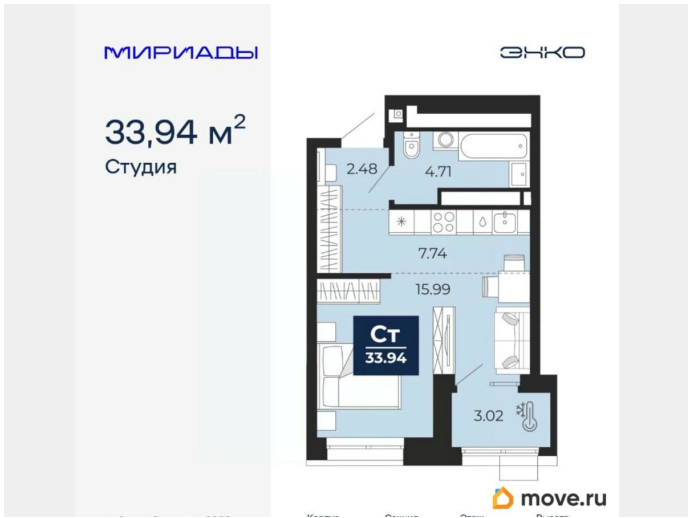 МИРИАДЫ
ЭНКО
33,94 м²
Студия
2.48
4.71
7.74
15.99
Ст
33.94
3.02
move.ru